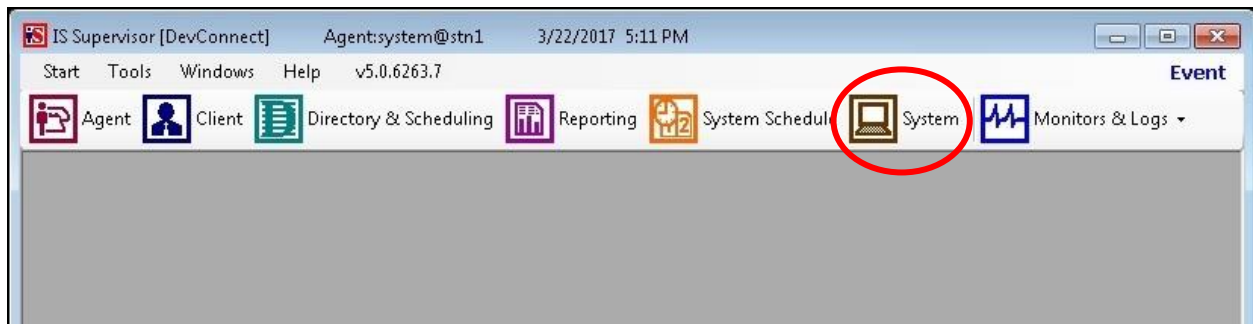 IS Supervisor [DevConnect] Agent:system@stn1 3/22/2017 5:11 PM
Start Tools Windows Help v5.0.6263.7 Event
Agent Client Directory & Scheduling Reporting System Schedule System Monitors & Logs